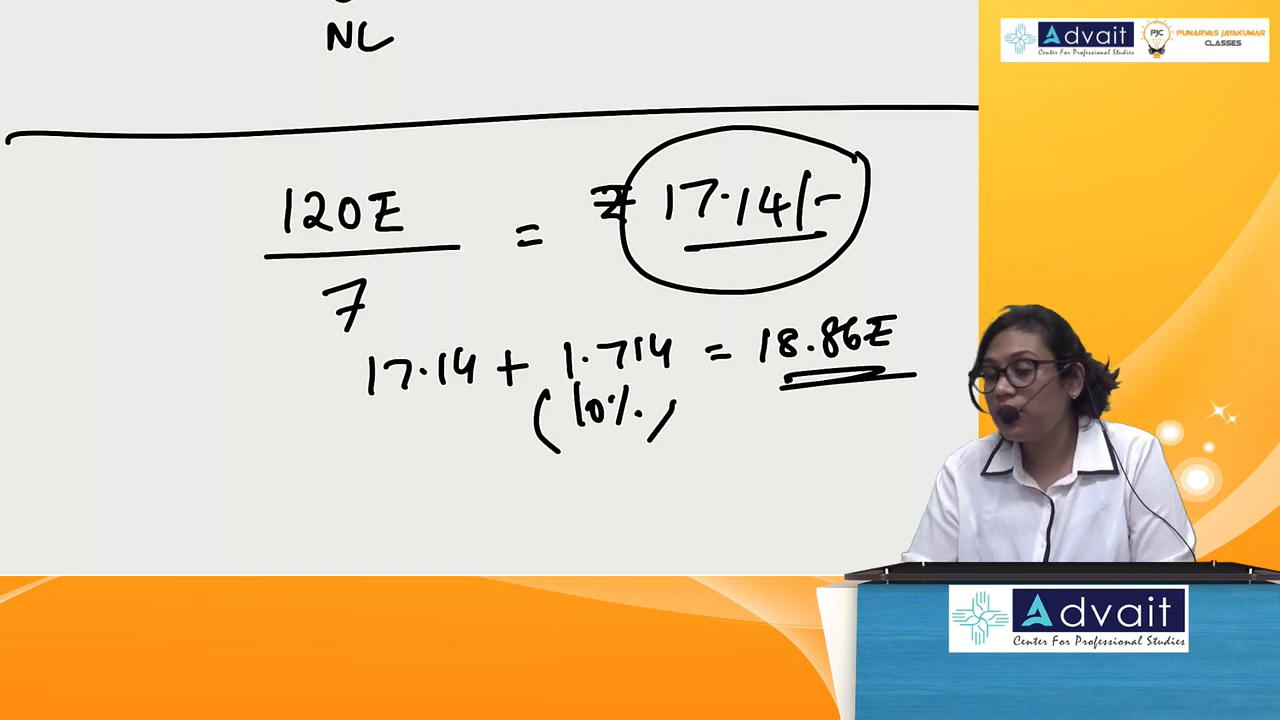 NC
Advait
Center For Professional Studies
PJC
PUNARVAS JAYAKUMAR
CLASSES
120E
7
= 17.14/-
17.14 + 1.714 = 18.86E
(10%)
Advait
Center For Professional Studies